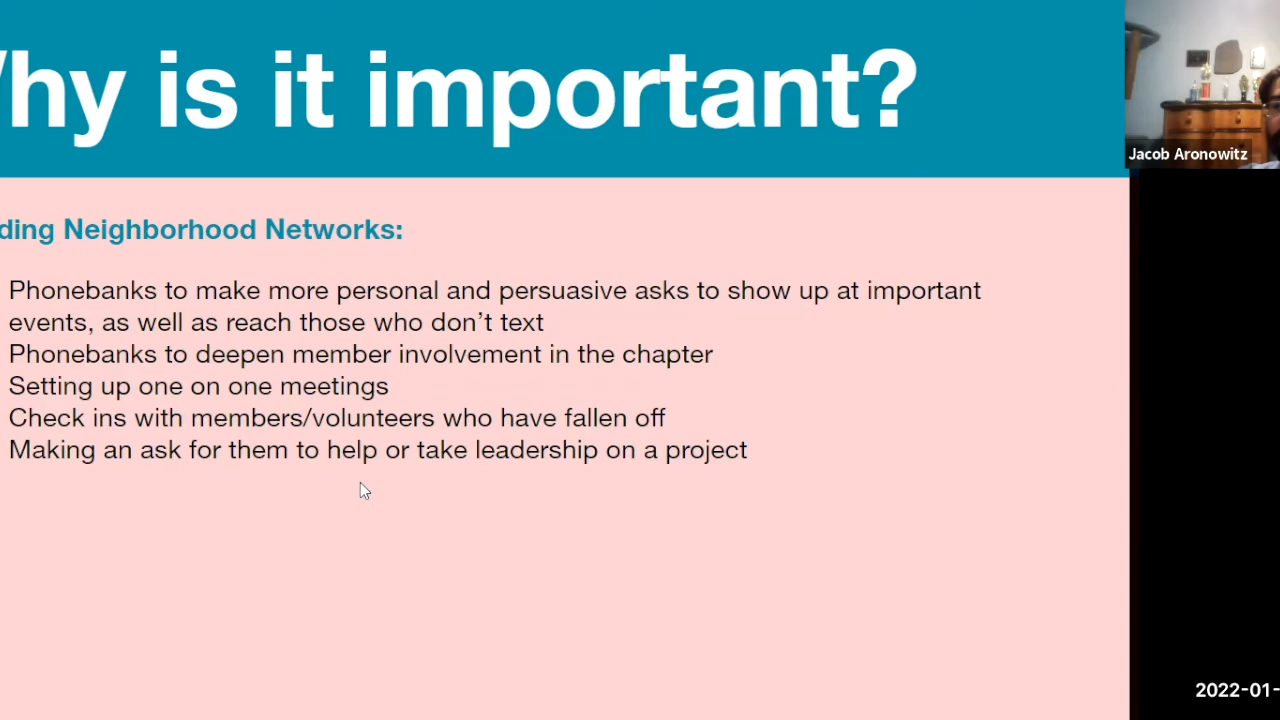 hy is it important?
Jacob Aronowitz
ding Neighborhood Networks:
Phonebanks to make more personal and persuasive asks to show up at important
events, as well as reach those who don’t text
Phonebanks to deepen member involvement in the chapter
Setting up one on one meetings
Check ins with members/volunteers who have fallen off
Making an ask for them to help or take leadership on a project
2022-01-